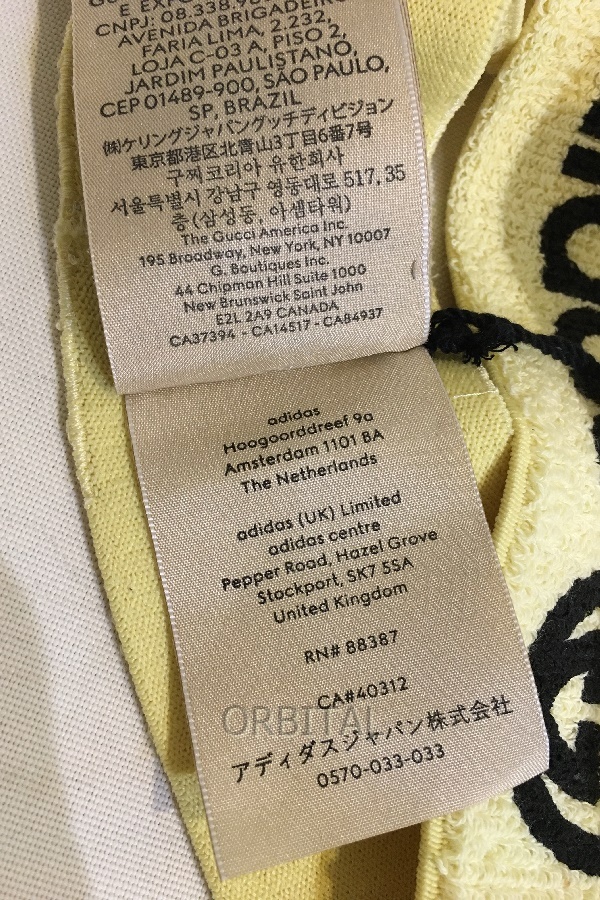 CNPJ: 08.338.9
AVENIDA BRIGADEIRO
FARIA LIMA, 2.232,
LOJA C-03 A, PISO 2,
JARDIM PAULISTANO,
CEP 01489-900, SÃO PAULO,
SP, BRAZIL
㈱ケリングジャパングッチディビジョン
東京都港区北青山3丁目6番7号
구찌코리아 유한회사
서울특별시 강남구 영동대로 517, 35
층 (삼성동, 아셈타워)
The Gucci America Inc.
195 Broadway, New York, NY 10007
G. Boutiques Inc.
44 Chipman Hill Suite 1000
New Brunswick Saint John
E2L 2A9 CANADA
CA37394 - CA14517 - CA84937
adidas
Hoogoorddreef 9a
Amsterdam 1101 BA
The Netherlands
adidas (UK) Limited
adidas centre
Pepper Road, Hazel Grove
Stockport, SK7 5SA
United Kingdom
RN# 88387
CA#40312
ORBITAL
アディダスジャパン株式会社
0570-033-033